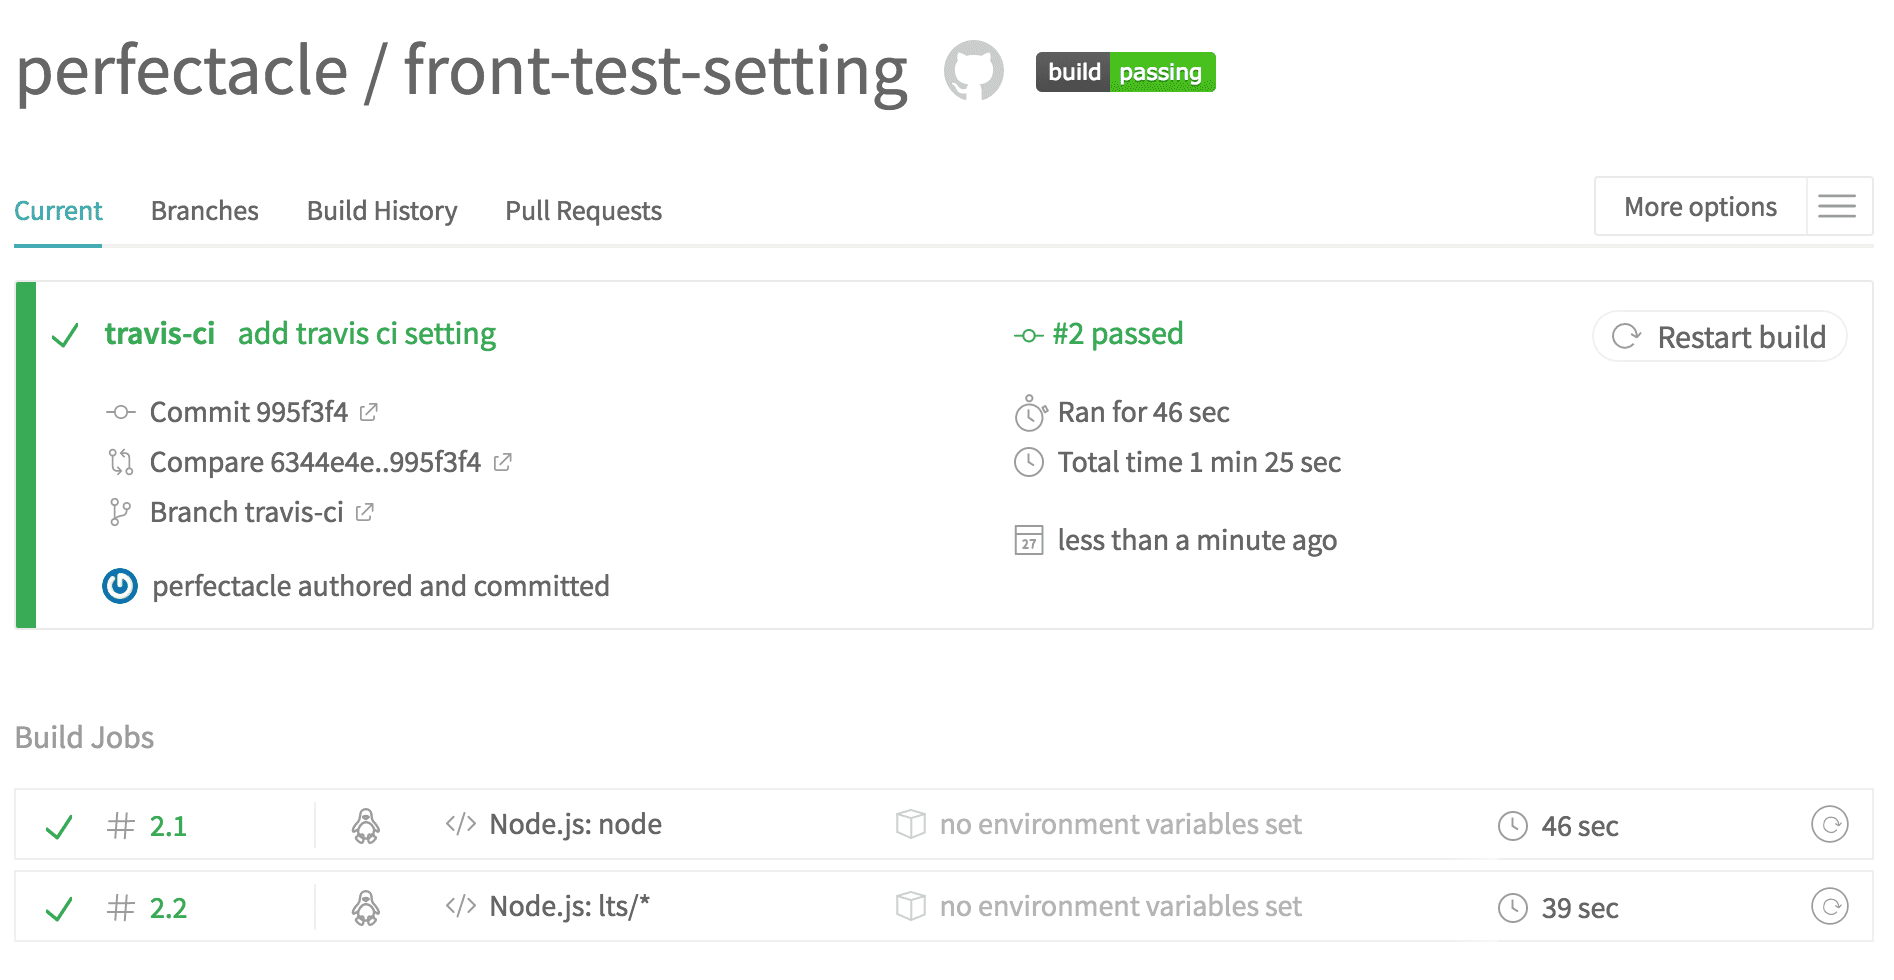 perfectacle / front-test-setting build passing
Current Branches Build History Pull Requests More options
travis-ci add travis ci setting
Commit 995f3f4
Compare 6344e4e..995f3f4
Branch travis-ci
perfectacle authored and committed
#2 passed
Ran for 46 sec
Total time 1 min 25 sec
27 less than a minute ago
Restart build
Build Jobs
# 2.1 </> Node.js: node no environment variables set 46 sec
# 2.2 </> Node.js: lts/* no environment variables set 39 sec